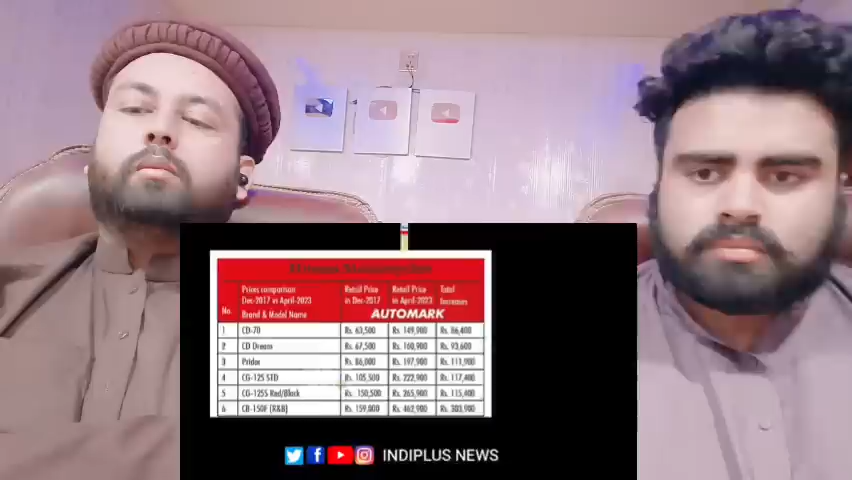 Prices comparison
Dec-2017 vs April-2023
Retail Price
in Dec-2017
Retail Price
in April-2023
Total
Increases
No.
Brand & Model Name
AUTOMARK
1 CD-70 Rs. 63,500 Rs. 149,900 Rs. 86,400
2 CD Dream Rs. 67,500 Rs. 160,900 Rs. 93,600
3 Pridor Rs. 86,000 Rs. 197,900 Rs. 111,900
4 CG-125 STD Rs. 105,500 Rs. 222,900 Rs. 117,400
5 CG-125S Red/Black Rs. 150,500 Rs. 265,900 Rs. 115,400
6 CB-150F (R&B) Rs. 159,000 Rs. 462,900 Rs. 303,900
INDIPLUS NEWS